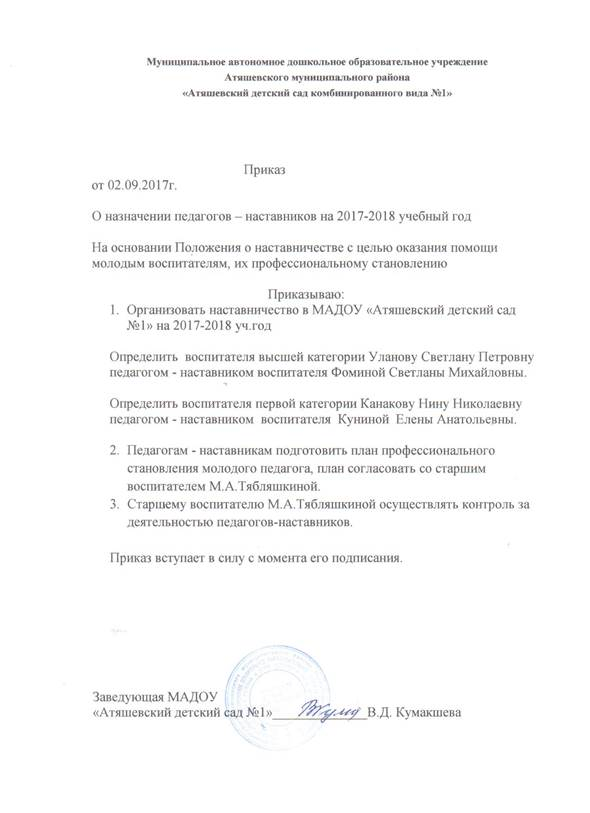 Муниципальное автономное дошкольное образовательное учреждение
Атяшевского муниципального района
«Атяшевский детский сад комбинированного вида №1»
Приказ
от 02.09.2017г.
О назначении педагогов – наставников на 2017-2018 учебный год
На основании Положения о наставничестве с целью оказания помощи
молодым воспитателям, их профессиональному становлению
Приказываю:
1. Организовать наставничество в МАДОУ «Атяшевский детский сад
№1» на 2017-2018 уч.год
Определить воспитателя высшей категории Уланову Светлану Петровну
педагогом - наставником воспитателя Фоминой Светланы Михайловны.
Определить воспитателя первой категории Канакову Нину Николаевну
педагогом - наставником воспитателя Куниной Елены Анатольевны.
2. Педагогам - наставникам подготовить план профессионального
становления молодого педагога, план согласовать со старшим
воспитателем М.А.Тябляшкиной.
3. Старшему воспитателю М.А.Тябляшкиной осуществлять контроль за
деятельностью педагогов-наставников.
Приказ вступает в силу с момента его подписания.
Заведующая МАДОУ
«Атяшевский детский сад №1»______________В.Д. Кумакшева